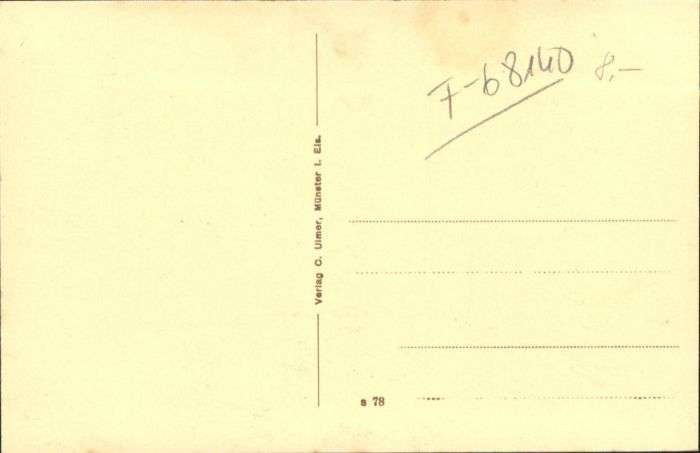 F-68140 8,-
Verlag C. Ulmer, Münster i. Els.
s 78